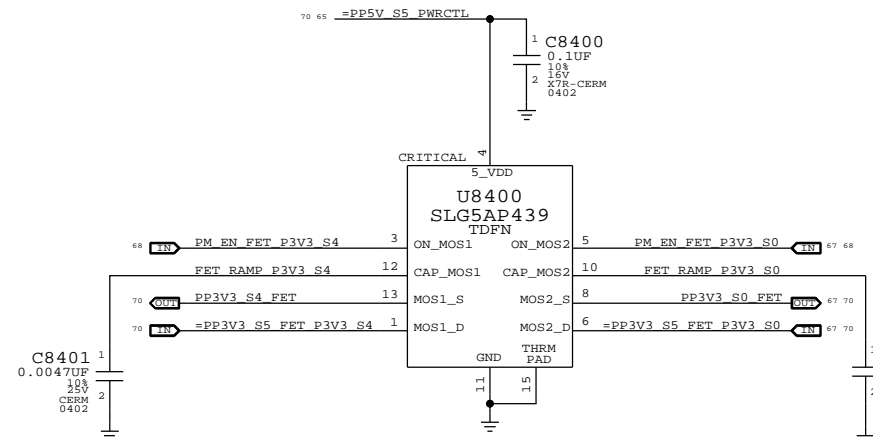 70 65 =PP5V_S5_PWRCTL
1 C8400
0.1UF
10%
16V
2 X7R-CERM
0402
CRITICAL 4
5_VDD
U8400
SLG5AP439
TDFN
68 IN PM_EN_FET_P3V3_S4 3 ON_MOS1 ON_MOS2 5 PM_EN_FET_P3V3_S0 IN 67 68
FET_RAMP_P3V3_S4 12 CAP_MOS1 CAP_MOS2 10 FET_RAMP_P3V3_S0
70 OUT PP3V3_S4_FET 13 MOS1_S MOS2_S 8 PP3V3_S0_FET OUT 67 70
70 IN =PP3V3_S5_FET_P3V3_S4 1 MOS1_D MOS2_D 6 =PP3V3_S5_FET_P3V3_S0 IN 67 70
GND THRM
PAD
11 15
C8401 1
0.0047UF
10%
25V
CERM 2
0402
1
2